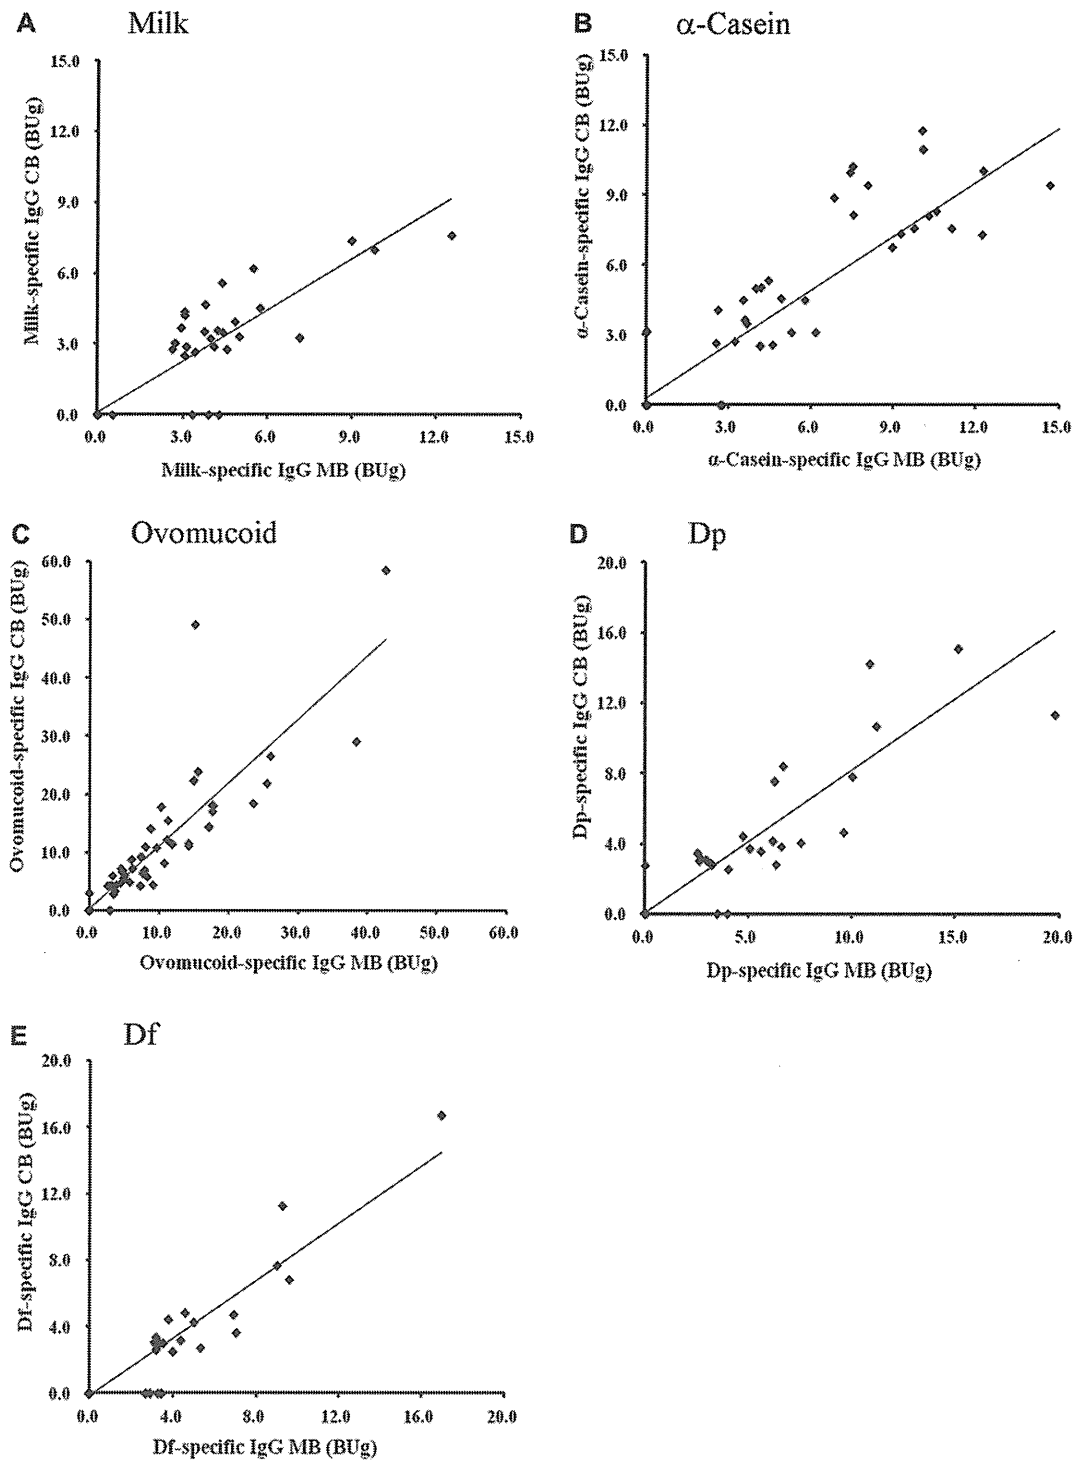 A Milk
15.0
12.0
9.0
6.0
3.0
0.0
0.0 3.0 6.0 9.0 12.0 15.0
Milk-specific IgG CB (BUg)
Milk-specific IgG MB (BUg)
B α-Casein
15.0
12.0
9.0
6.0
3.0
0.0
0.0 3.0 6.0 9.0 12.0 15.0
α-Casein-specific IgG CB (BUg)
α-Casein-specific IgG MB (BUg)
C Ovomucoid
60.0
50.0
40.0
30.0
20.0
10.0
0.0
0.0 10.0 20.0 30.0 40.0 50.0 60.0
Ovomucoid-specific IgG CB (BUg)
Ovomucoid-specific IgG MB (BUg)
D Dp
20.0
16.0
12.0
8.0
4.0
0.0
0.0 5.0 10.0 15.0 20.0
Dp-specific IgG CB (BUg)
Dp-specific IgG MB (BUg)
E Df
20.0
16.0
12.0
8.0
4.0
0.0
0.0 4.0 8.0 12.0 16.0 20.0
Df-specific IgG CB (BUg)
Df-specific IgG MB (BUg)